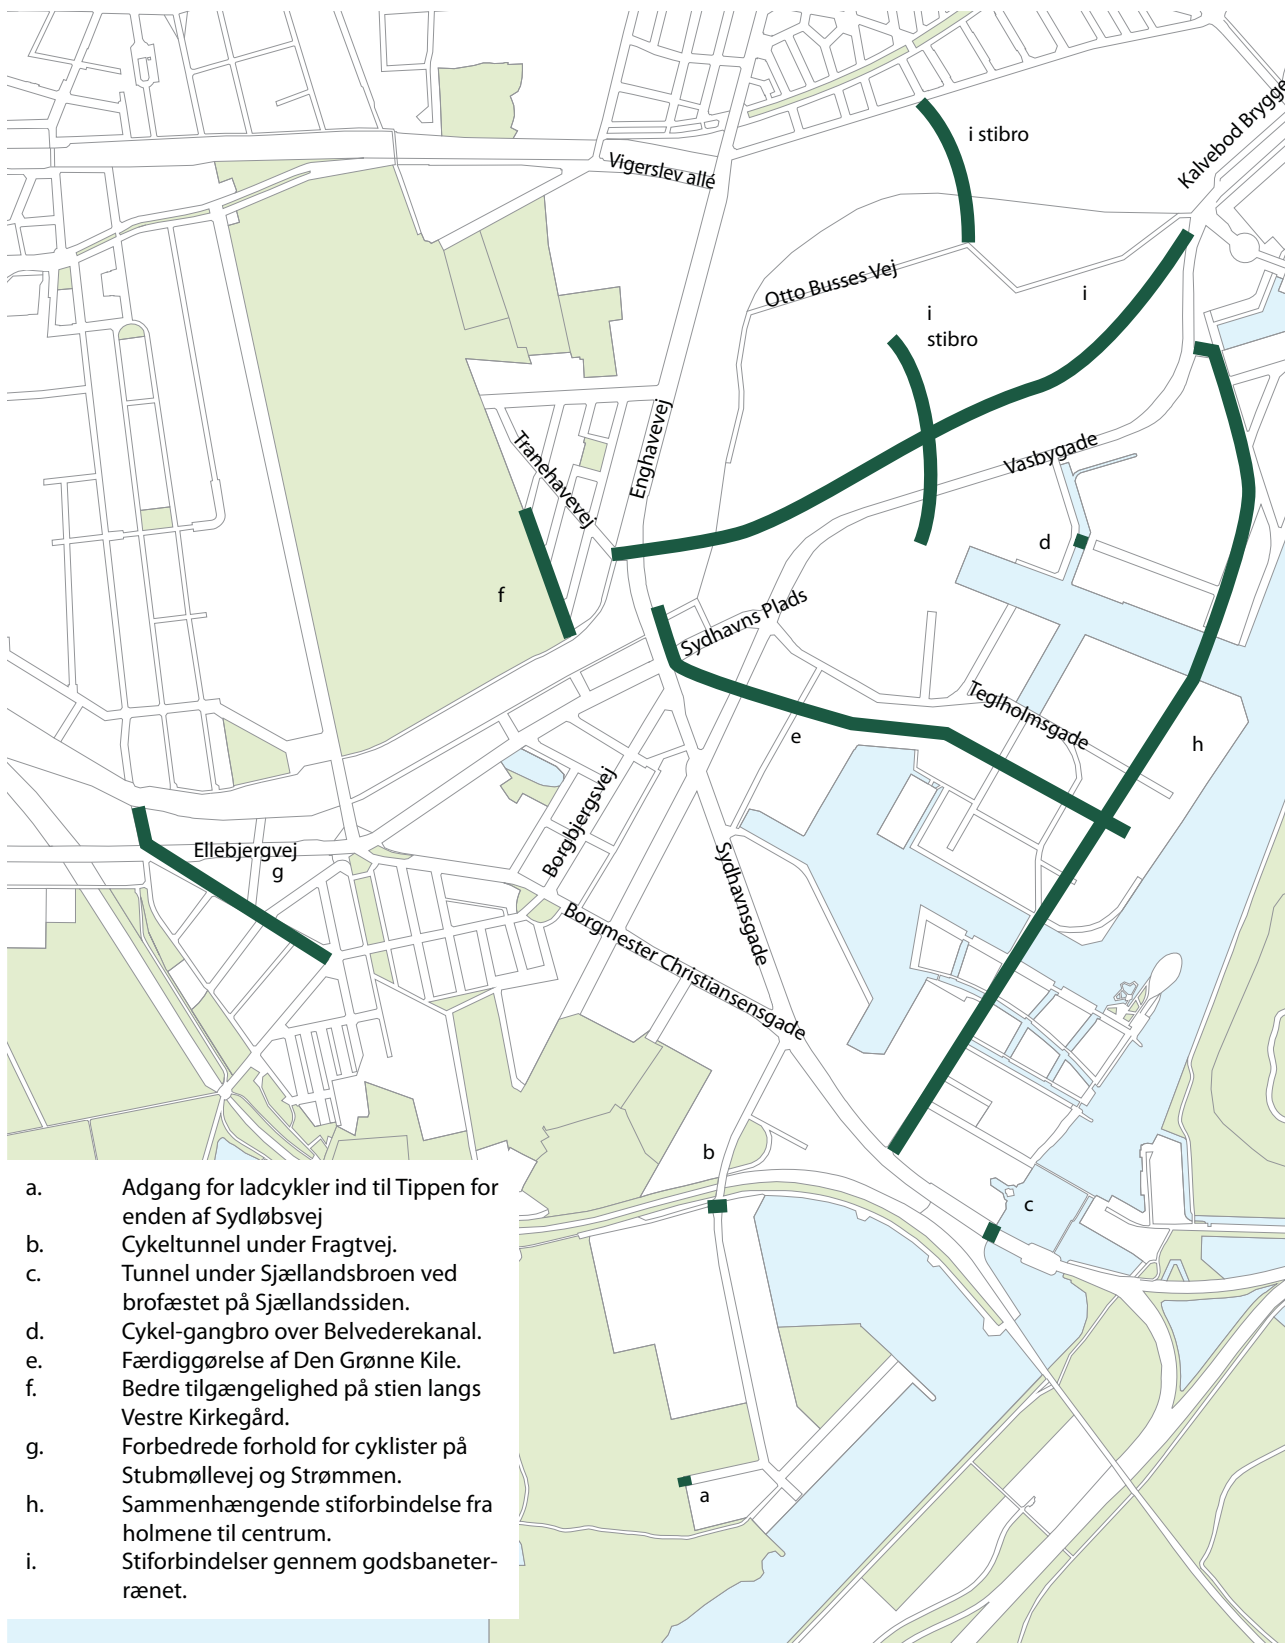 i stibro
Kalvebod Brygge
Vigerslev allé
Otto Busses Vej
i
i
stibro
Enghavevej
Tranehavevej
Vasbygade
d
f
Sydhavns Plads
Teglholmsgade
e
h
Borgbjergsvej
Ellebjergvej
g
Sydhavnsgade
Borgmester Christiansensgade
b
c
a
a. Adgang for ladcykler ind til Tippen for
enden af Sydløbsvej
b. Cykeltunnel under Fragtvej.
c. Tunnel under Sjællandsbroen ved
brofæstet på Sjællandssiden.
d. Cykel-gangbro over Belvederekanal.
e. Færdiggørelse af Den Grønne Kile.
f. Bedre tilgængelighed på stien langs
Vestre Kirkegård.
g. Forbedrede forhold for cyklister på
Stubmøllevej og Strømmen.
h. Sammenhængende stiforbindelse fra
holmene til centrum.
i. Stiforbindelser gennem godsbaneter-
rænet.